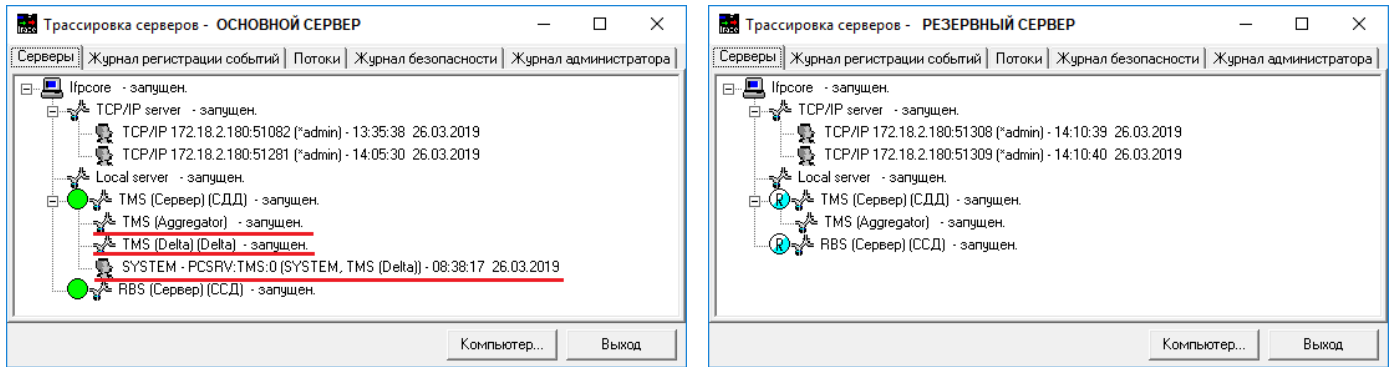 Трассировка серверов - ОСНОВНОЙ СЕРВЕР
Серверы Журнал регистрации событий Потоки Журнал безопасности Журнал администратора
Ifpcore - запущен.
TCP/IP server - запущен.
TCP/IP 172.18.2.180:51082 (*admin) - 13:35:38 26.03.2019
TCP/IP 172.18.2.180:51281 (*admin) - 14:05:30 26.03.2019
Local server - запущен.
TMS (Сервер) (СДД) - запущен.
TMS (Aggregator) - запущен.
TMS (Delta) (Delta) - запущен.
SYSTEM - PCSRV:TMS:0 (SYSTEM, TMS (Delta)) - 08:38:17 26.03.2019
RBS (Сервер) (ССД) - запущен.
Компьютер... Выход
Трассировка серверов - РЕЗЕРВНЫЙ СЕРВЕР
Серверы Журнал регистрации событий Потоки Журнал безопасности Журнал администратора
Ifpcore - запущен.
TCP/IP server - запущен.
TCP/IP 172.18.2.180:51308 (*admin) - 14:10:39 26.03.2019
TCP/IP 172.18.2.180:51309 (*admin) - 14:10:40 26.03.2019
Local server - запущен.
R TMS (Сервер) (СДД) - запущен.
TMS (Aggregator) - запущен.
R RBS (Сервер) (ССД) - запущен.
Компьютер... Выход